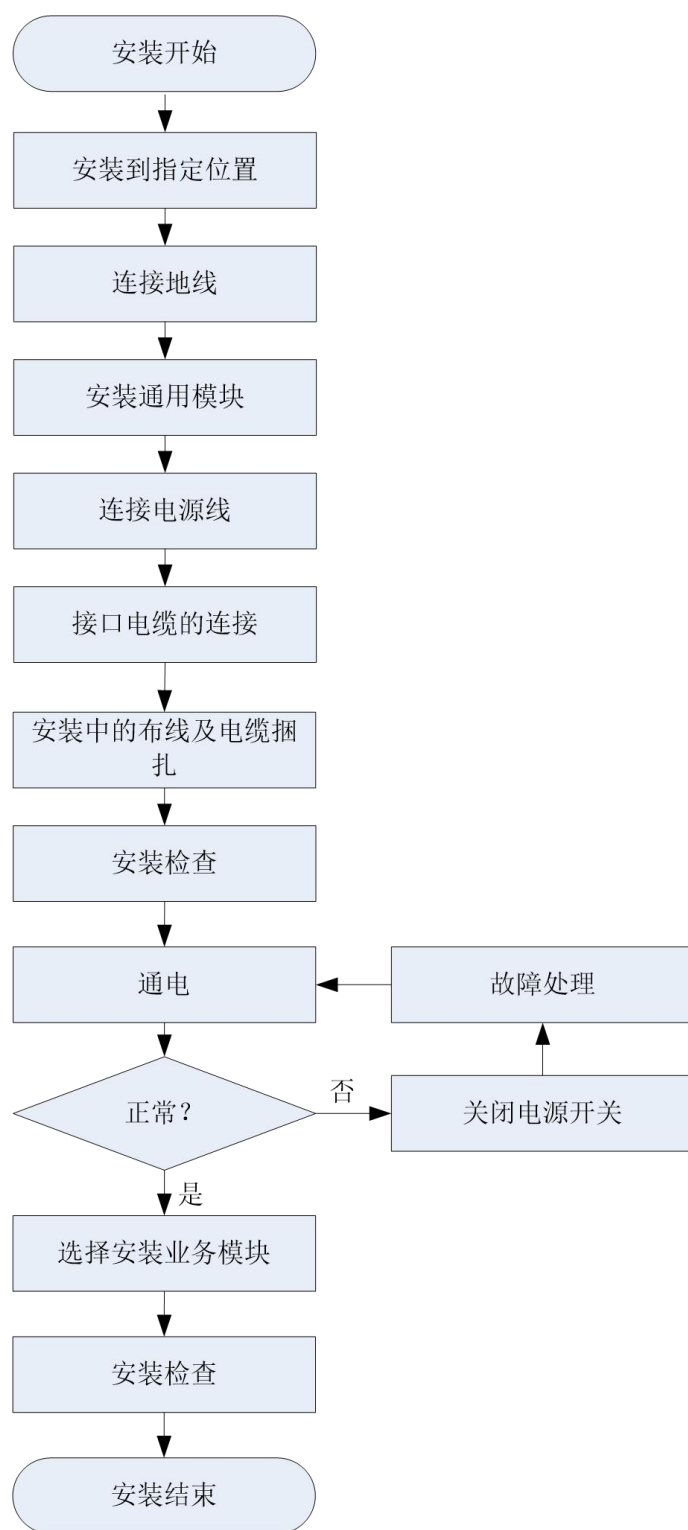 安装开始
安装到指定位置
连接地线
安装通用模块
连接电源线
接口电缆的连接
安装中的布线及电缆捆
扎
安装检查
通电
故障处理
正常？
否
关闭电源开关
是
选择安装业务模块
安装检查
安装结束